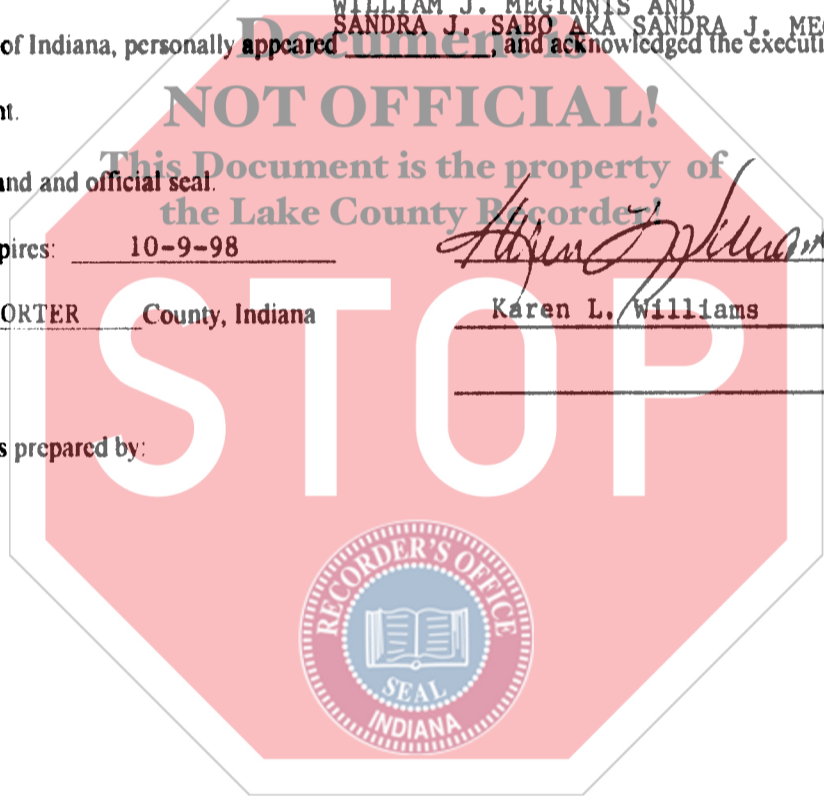 WILLIAM J. MEGINNIS AND
SANDRA J. SABO AKA SANDRA J. MEG
of Indiana, personally appeared , and acknowledged the executi
Document is
NOT OFFICIAL!
nt.
This Document is the property of
and and official seal.
the Lake County Recorder!
pires: 10-9-98
ORTER County, Indiana
Karen L. Williams
STOP
s prepared by:
RECORDER'S OFFICE
SEAL
INDIANA